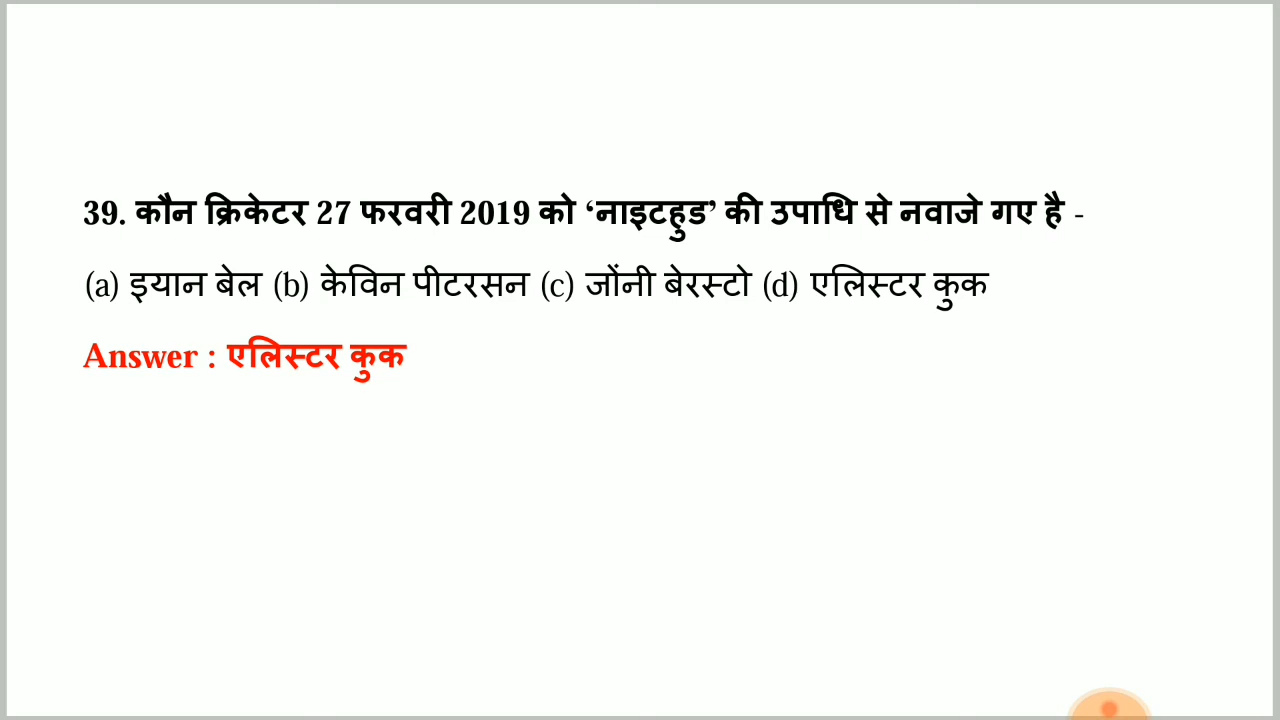 39. कौन क्रिकेटर 27 फरवरी 2019 को ‘नाइटहुड’ की उपाधि से नवाजे गए है -
(a) इयान बेल (b) केविन पीटरसन (c) जोंनी बेरस्टो (d) एलिस्टर कुक
Answer : एलिस्टर कुक